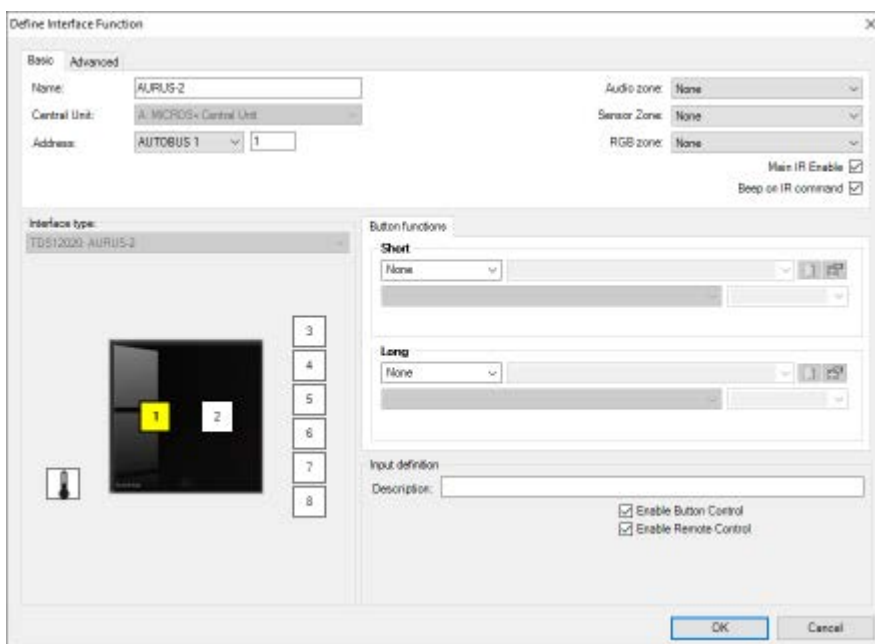 Define Interface Function
Basic Advanced
Name: AURUS-2
Central Unit: A: MICROS+ Central Unit
Address: AUTOBUS 1 1
Audio zone: None
Sensor Zone: None
RGB zone: None
Main IR Enable
Beep on IR command
Interface type:
TDS12020: AURUS-2
1 2
3
4
5
6
7
8
Button functions
Short
None
Long
None
Input definition
Description:
Enable Button Control
Enable Remote Control
OK Cancel